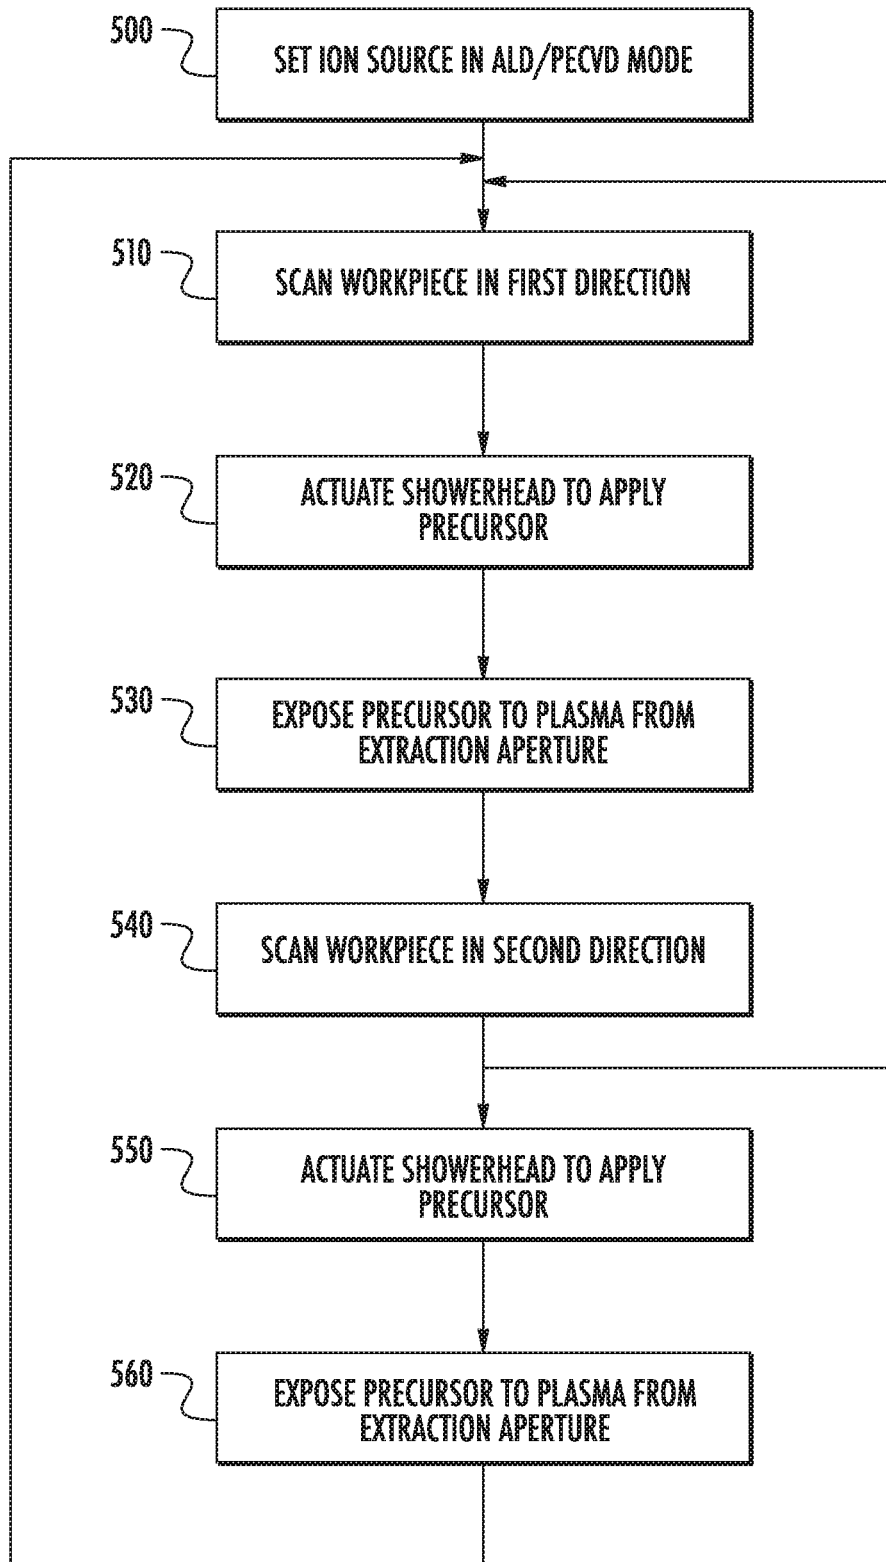 500
SET ION SOURCE IN ALD/PECVD MODE
510
SCAN WORKPIECE IN FIRST DIRECTION
520
ACTUATE SHOWERHEAD TO APPLY
PRECURSOR
530
EXPOSE PRECURSOR TO PLASMA FROM
EXTRACTION APERTURE
540
SCAN WORKPIECE IN SECOND DIRECTION
550
ACTUATE SHOWERHEAD TO APPLY
PRECURSOR
560
EXPOSE PRECURSOR TO PLASMA FROM
EXTRACTION APERTURE